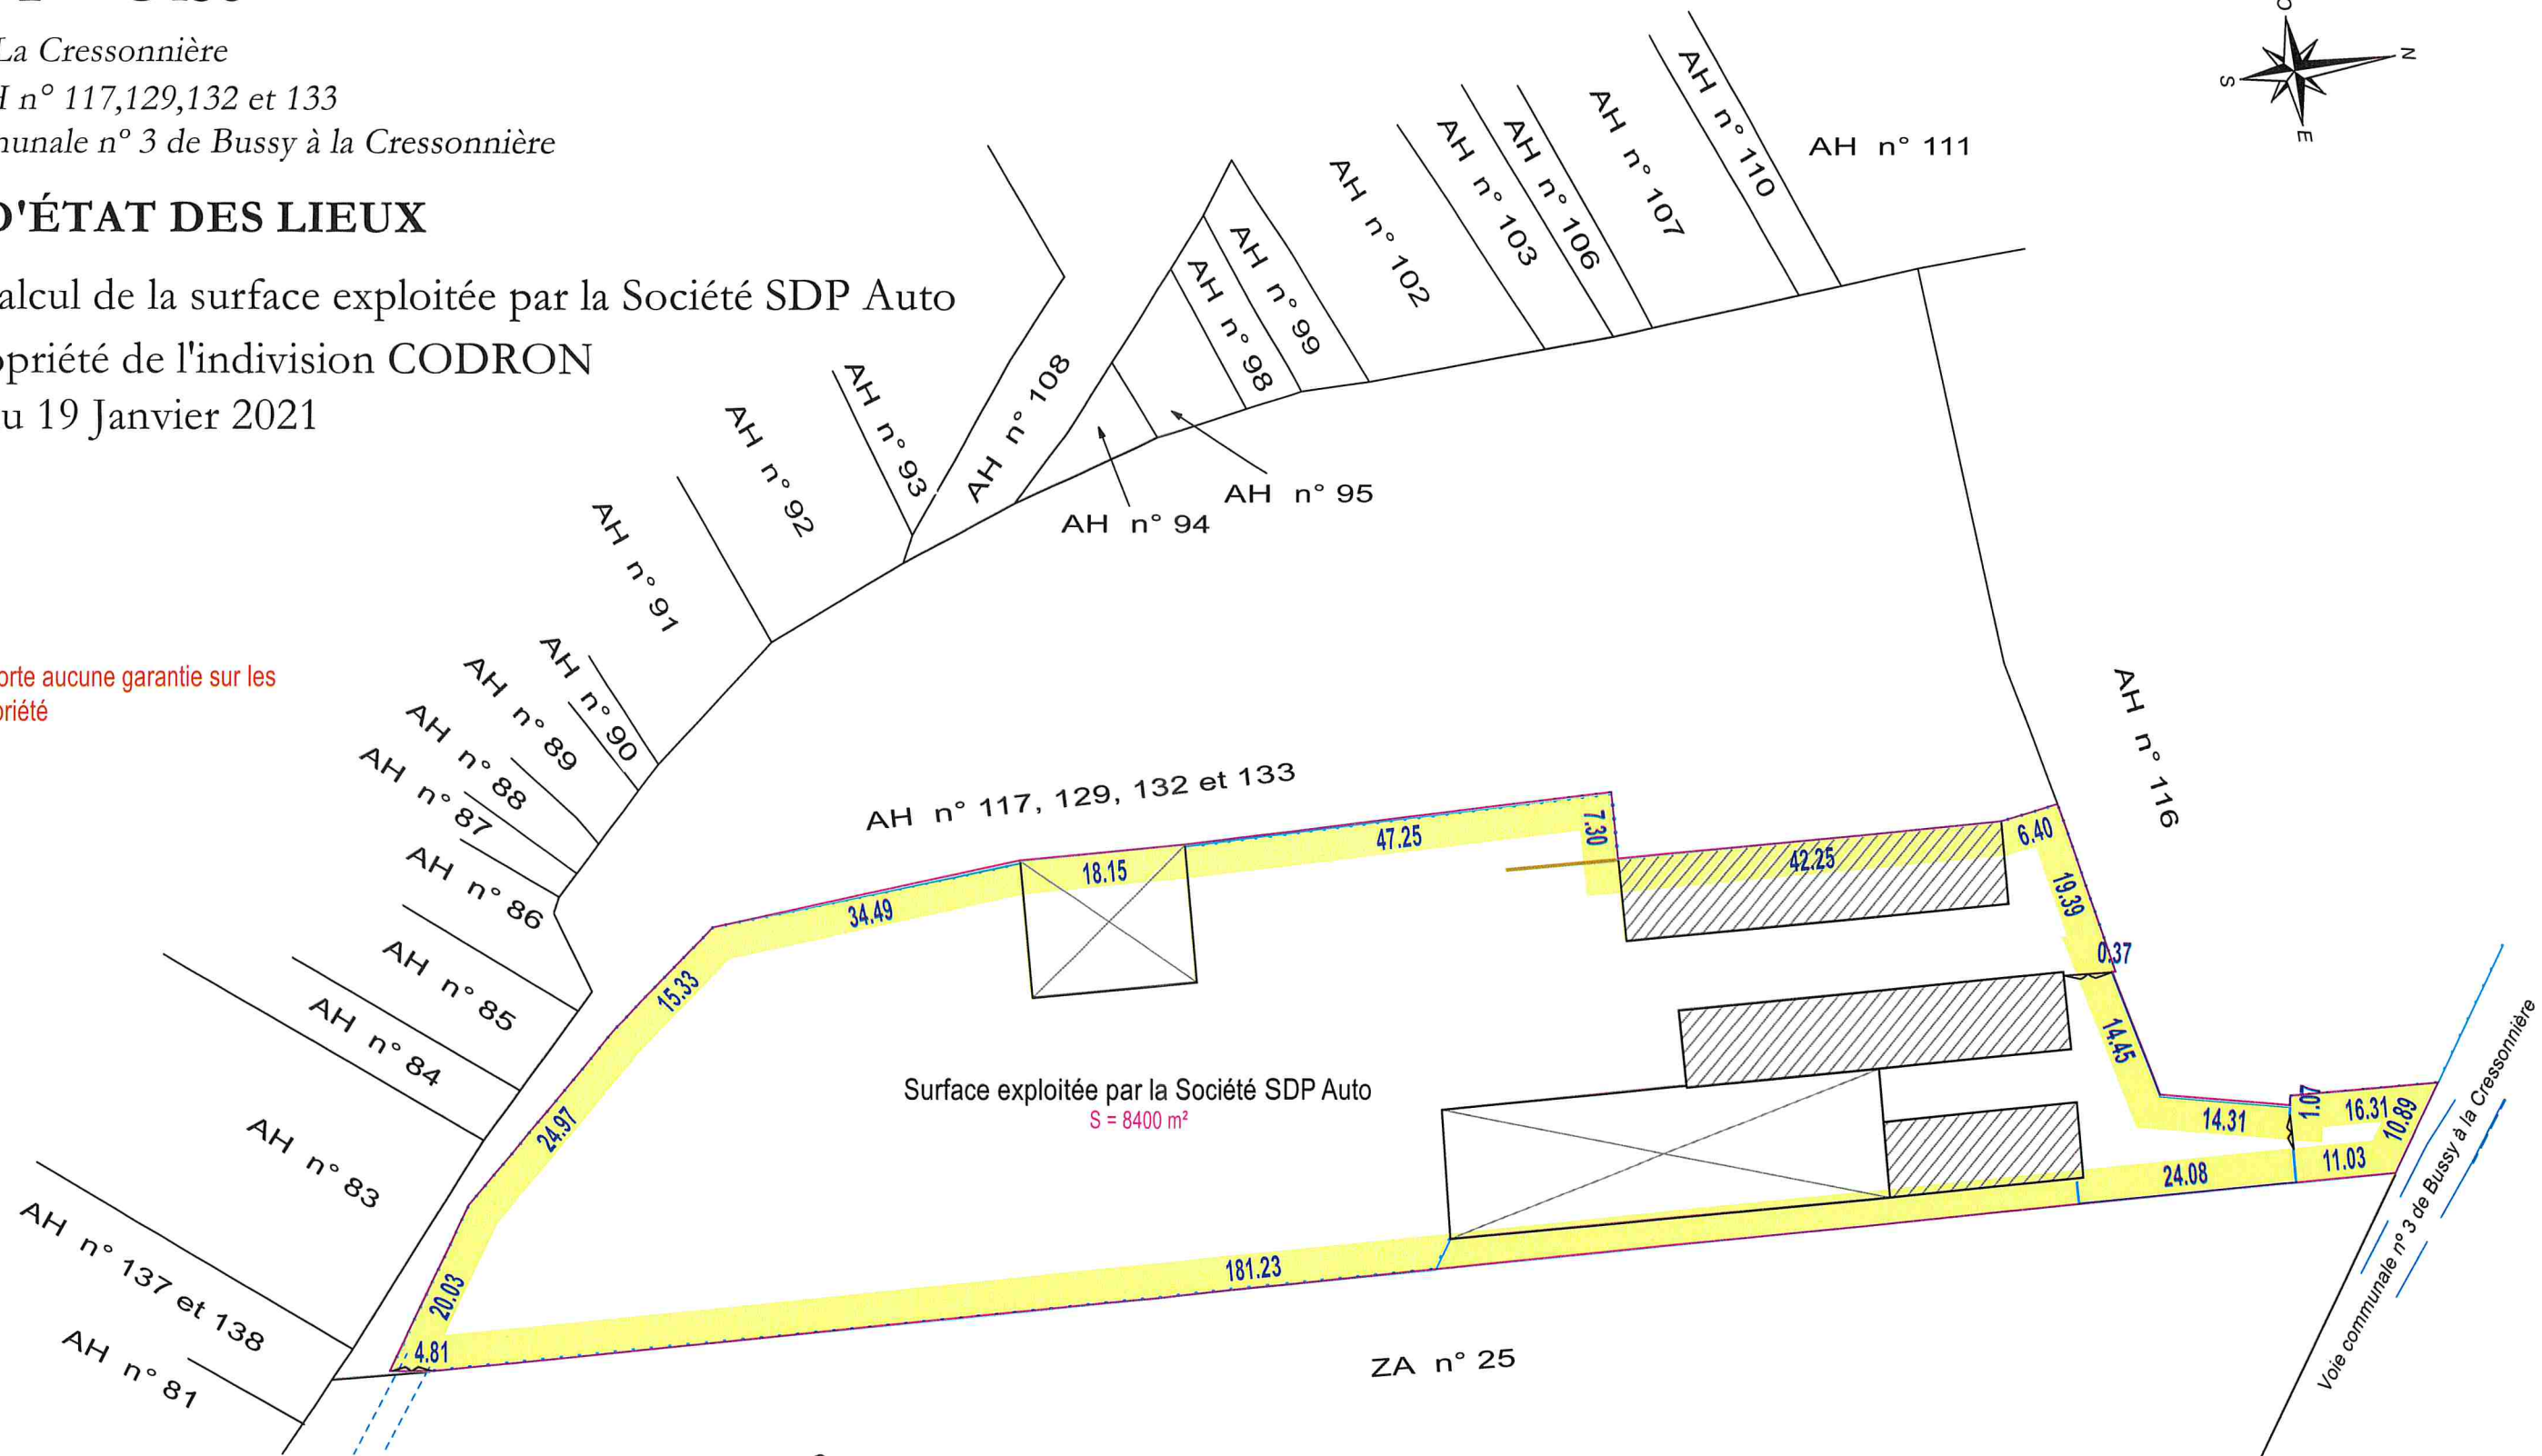 La Cressonnière
n° 117,129,132 et 133
n° 3 de Bussy à la Cressonnière
D'ÉTAT DES LIEUX
alcul de la surface exploitée par la Société SDP Auto
opriété de l'indivision CODRON
u 19 Janvier 2021
orte aucune garantie sur les
priété
O
N
S
E
AH n° 111
AH n° 110
AH n° 107
AH n° 106
AH n° 103
AH n° 102
AH n° 99
AH n° 98
AH n° 95
AH n° 94
AH n° 108
AH n° 93
AH n° 92
AH n° 91
AH n° 90
AH n° 89
AH n° 88
AH n° 87
AH n° 86
AH n° 85
AH n° 84
AH n° 83
AH n° 137 et 138
AH n° 81
AH n° 116
AH n° 117, 129, 132 et 133
47.25
7.30
18.15
42.25
6.40
34.49
19.39
0.37
15.33
14.45
24.97
Surface exploitée par la Société SDP Auto
S = 8400 m²
14.31
1.07
16.31
10.89
24.08
11.03
181.23
20.03
4.81
ZA n° 25
Voie communale n° 3 de Bussy à la Cressonnière